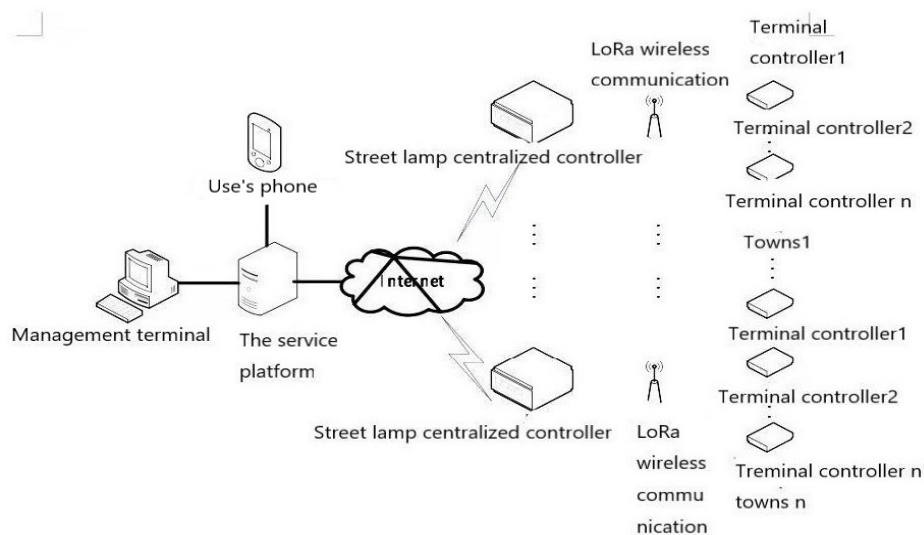 Terminal
controller1
LoRa wireless
communication
Terminal controller2
Street lamp centralized controller
Use's phone
Terminal controller n
Towns1
Internet
Management terminal
The service
platform
Terminal controller1
Terminal controller2
Street lamp centralized controller
LoRa
wireless
commu
nication
Treminal controller n
towns n